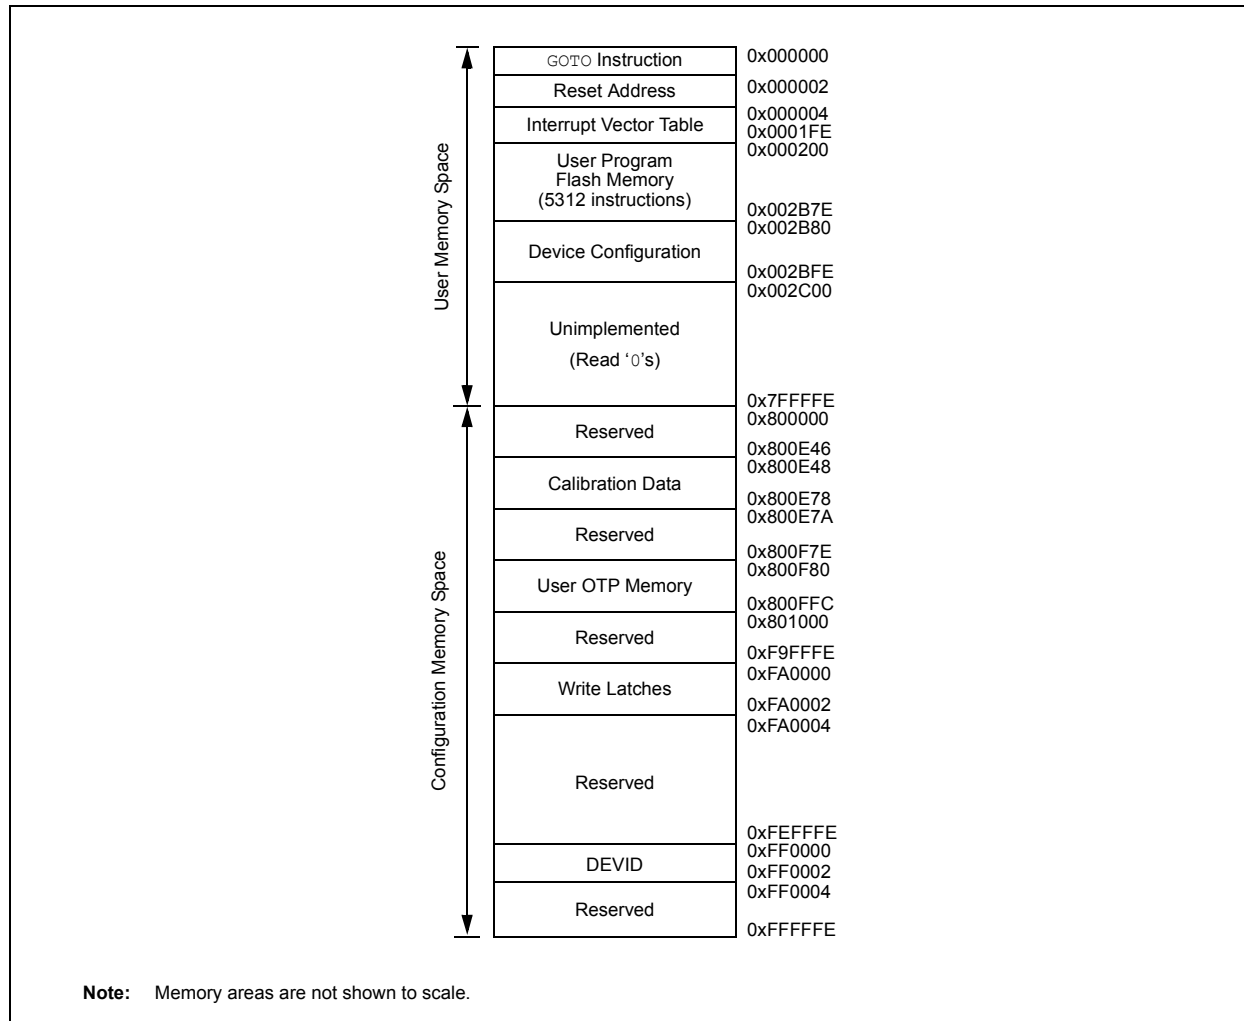 GOTO Instruction
0x000000
Reset Address
0x000002
Interrupt Vector Table
0x000004
0x0001FE
User Program
Flash Memory
(5312 instructions)
0x000200
0x002B7E
Device Configuration
0x002B80
0x002BFE
Unimplemented
(Read ‘0’s)
0x002C00
0x7FFFFE
User Memory Space
Reserved
0x800000
0x800E46
Calibration Data
0x800E48
0x800E78
Reserved
0x800E7A
0x800F7E
User OTP Memory
0x800F80
0x800FFC
Reserved
0x801000
0xF9FFFE
Write Latches
0xFA0000
0xFA0002
Reserved
0xFA0004
0xFEFFFE
DEVID
0xFF0000
0xFF0002
Reserved
0xFF0004
0xFFFFFE
Configuration Memory Space
Note: Memory areas are not shown to scale.